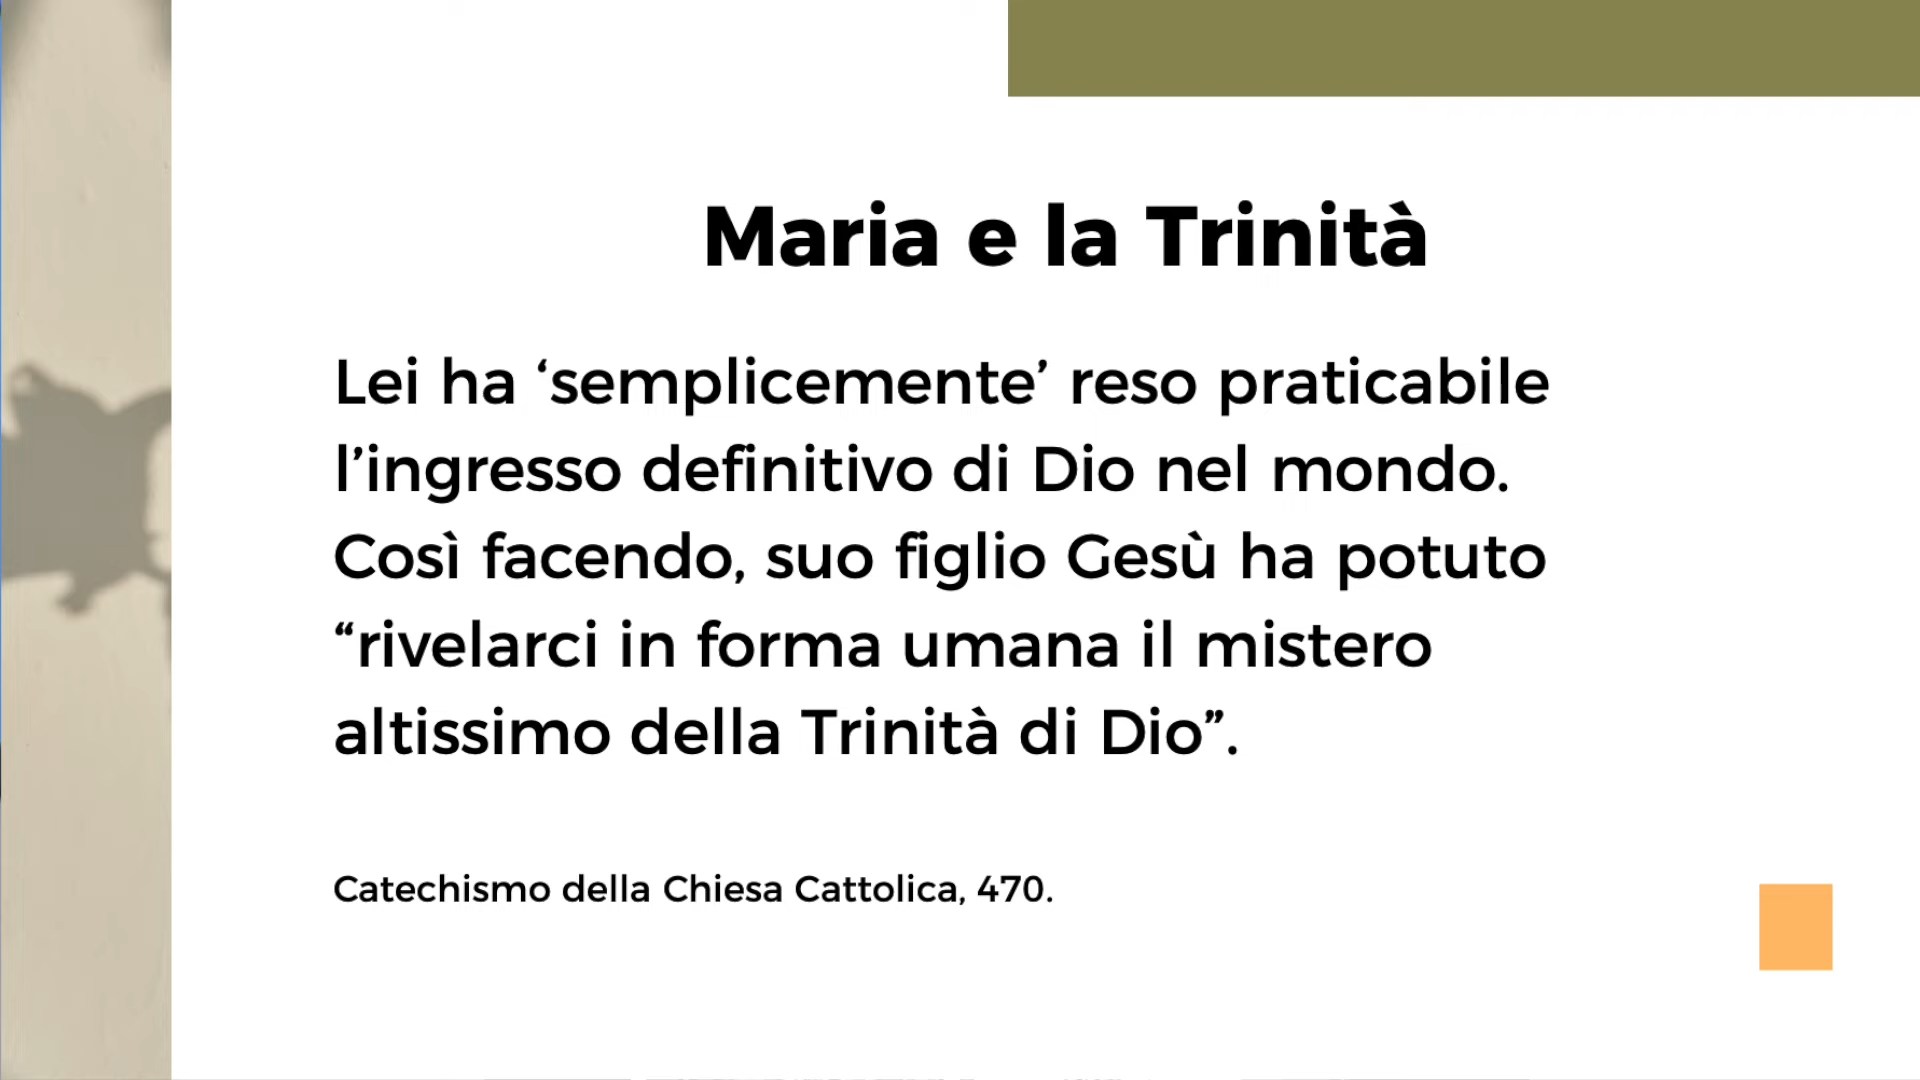 Maria e la Trinità
Lei ha ‘semplicemente’ reso praticabile
l’ingresso definitivo di Dio nel mondo.
Così facendo, suo figlio Gesù ha potuto
“rivelarci in forma umana il mistero
altissimo della Trinità di Dio”.
Catechismo della Chiesa Cattolica, 470.